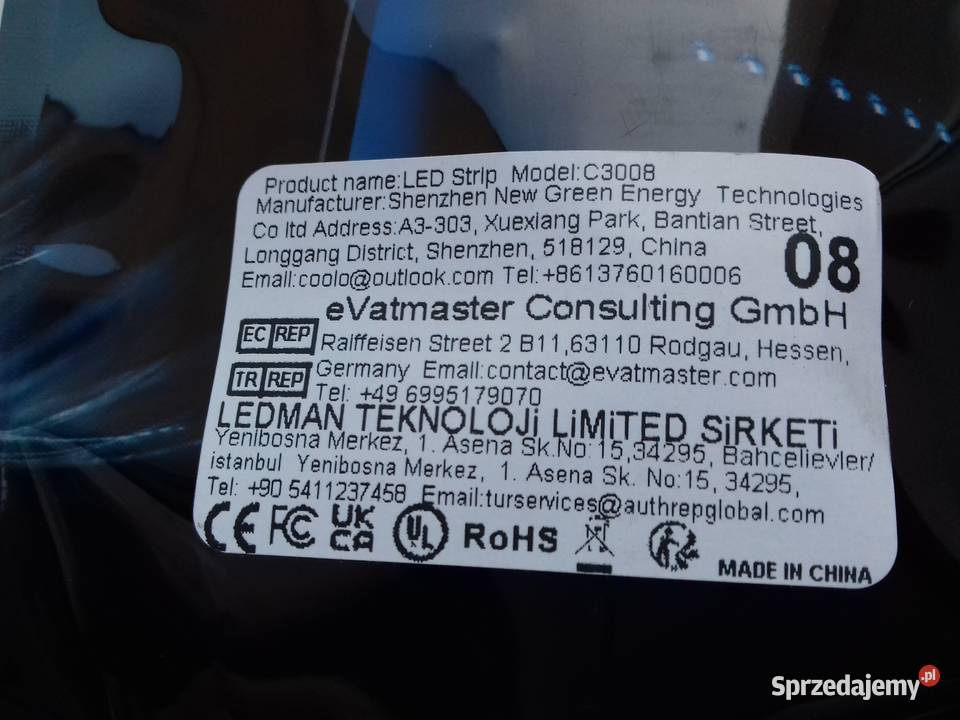 Product name:LED Strip Model:C3008
Manufacturer:Shenzhen New Green Energy Technologies
Co ltd Address:A3-303, Xuexiang Park, Bantian Street,
Longgang District, Shenzhen, 518129, China
Email:coolo@outlook.com Tel:+8613760160006
08
eVatmaster Consulting GmbH
EC REP
Raiffeisen Street 2 B11,63110 Rodgau, Hessen,
TR REP
Germany Email:contact@evatmaster.com
Tel: +49 6995179070
LEDMAN TEKNOLOJi LiMiTED SiRKETi
Yenibosna Merkez, 1. Asena Sk.No:15,34295, Bahcelievler/
istanbul Yenibosna Merkez, 1. Asena Sk. No:15, 34295,
Tel: +90 5411237458 Email:turservices@authrepglobal.com
CE FC UK CA UL RoHS
MADE IN CHINA
Sprzedajemy.pl